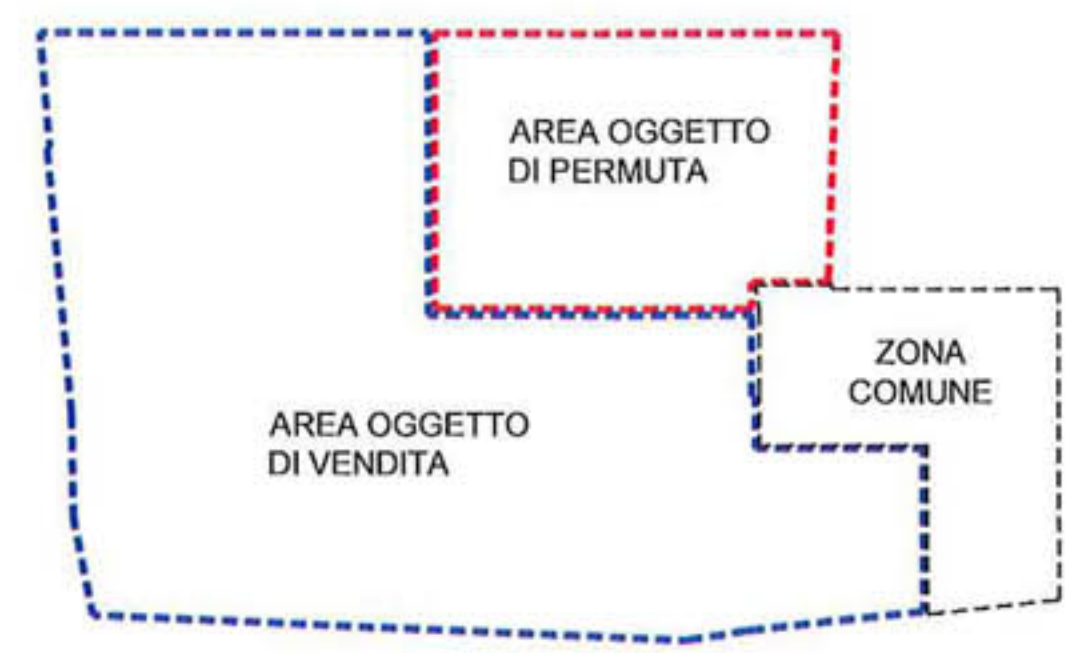 AREA OGGETTO
DI PERMUTA
ZONA
COMUNE
AREA OGGETTO
DI VENDITA